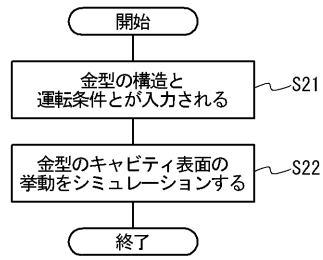 開始
金型の構造と
運転条件とが入力される
S21
金型のキャビティ表面の
挙動をシミュレーションする
S22
終了